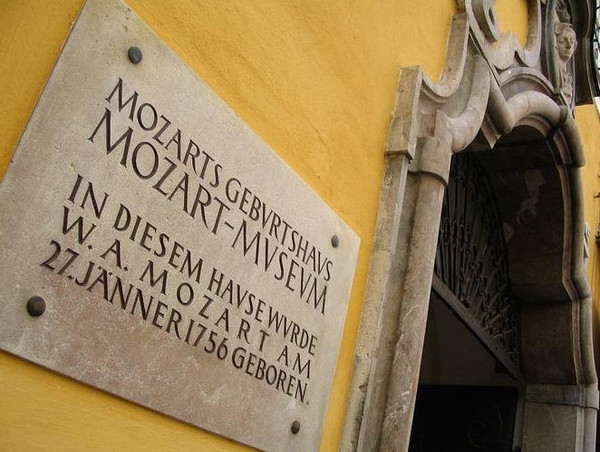 MOZARTS GEBVRTSHAVS
MOZART-MVSEVM
IN DIESEM HAVSE WVRDE
W. A. MOZART AM
27. JÄNNER 1756 GEBOREN.